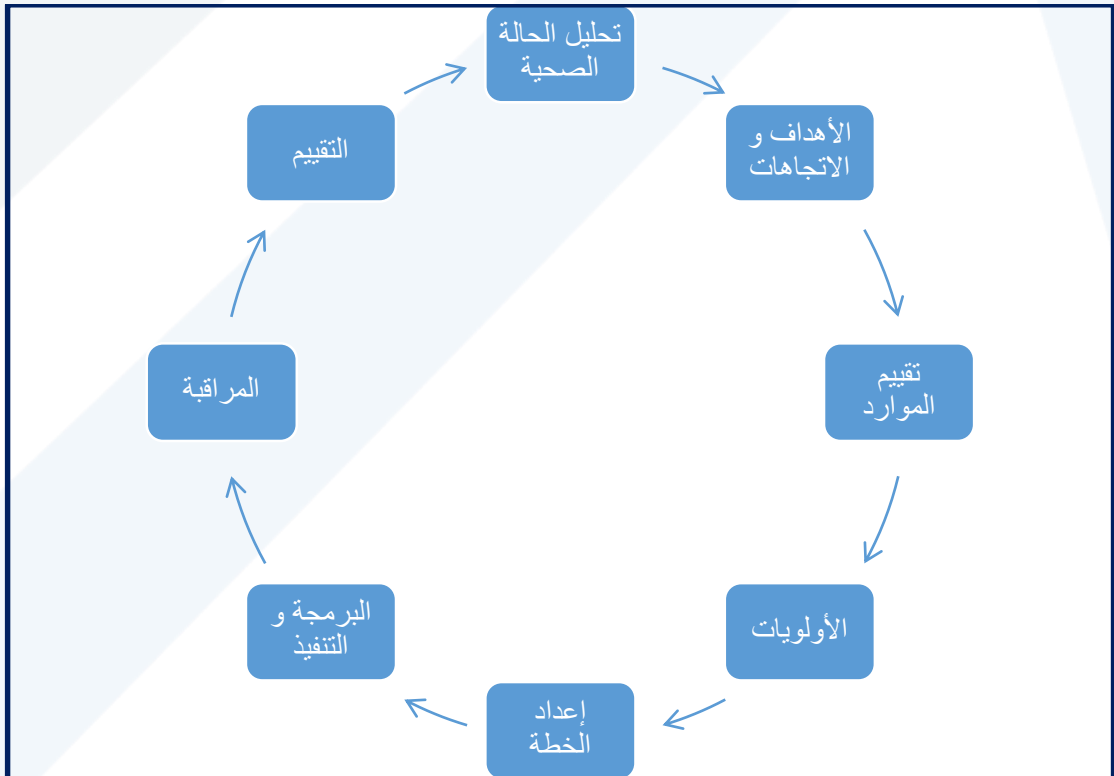 تحليل الحالة
الصحية
الأهداف و
الاتجاهات
تقييم
الموارد
الأولويات
إعداد
الخطة
البرمجة و
التنفيذ
المراقبة
التقييم